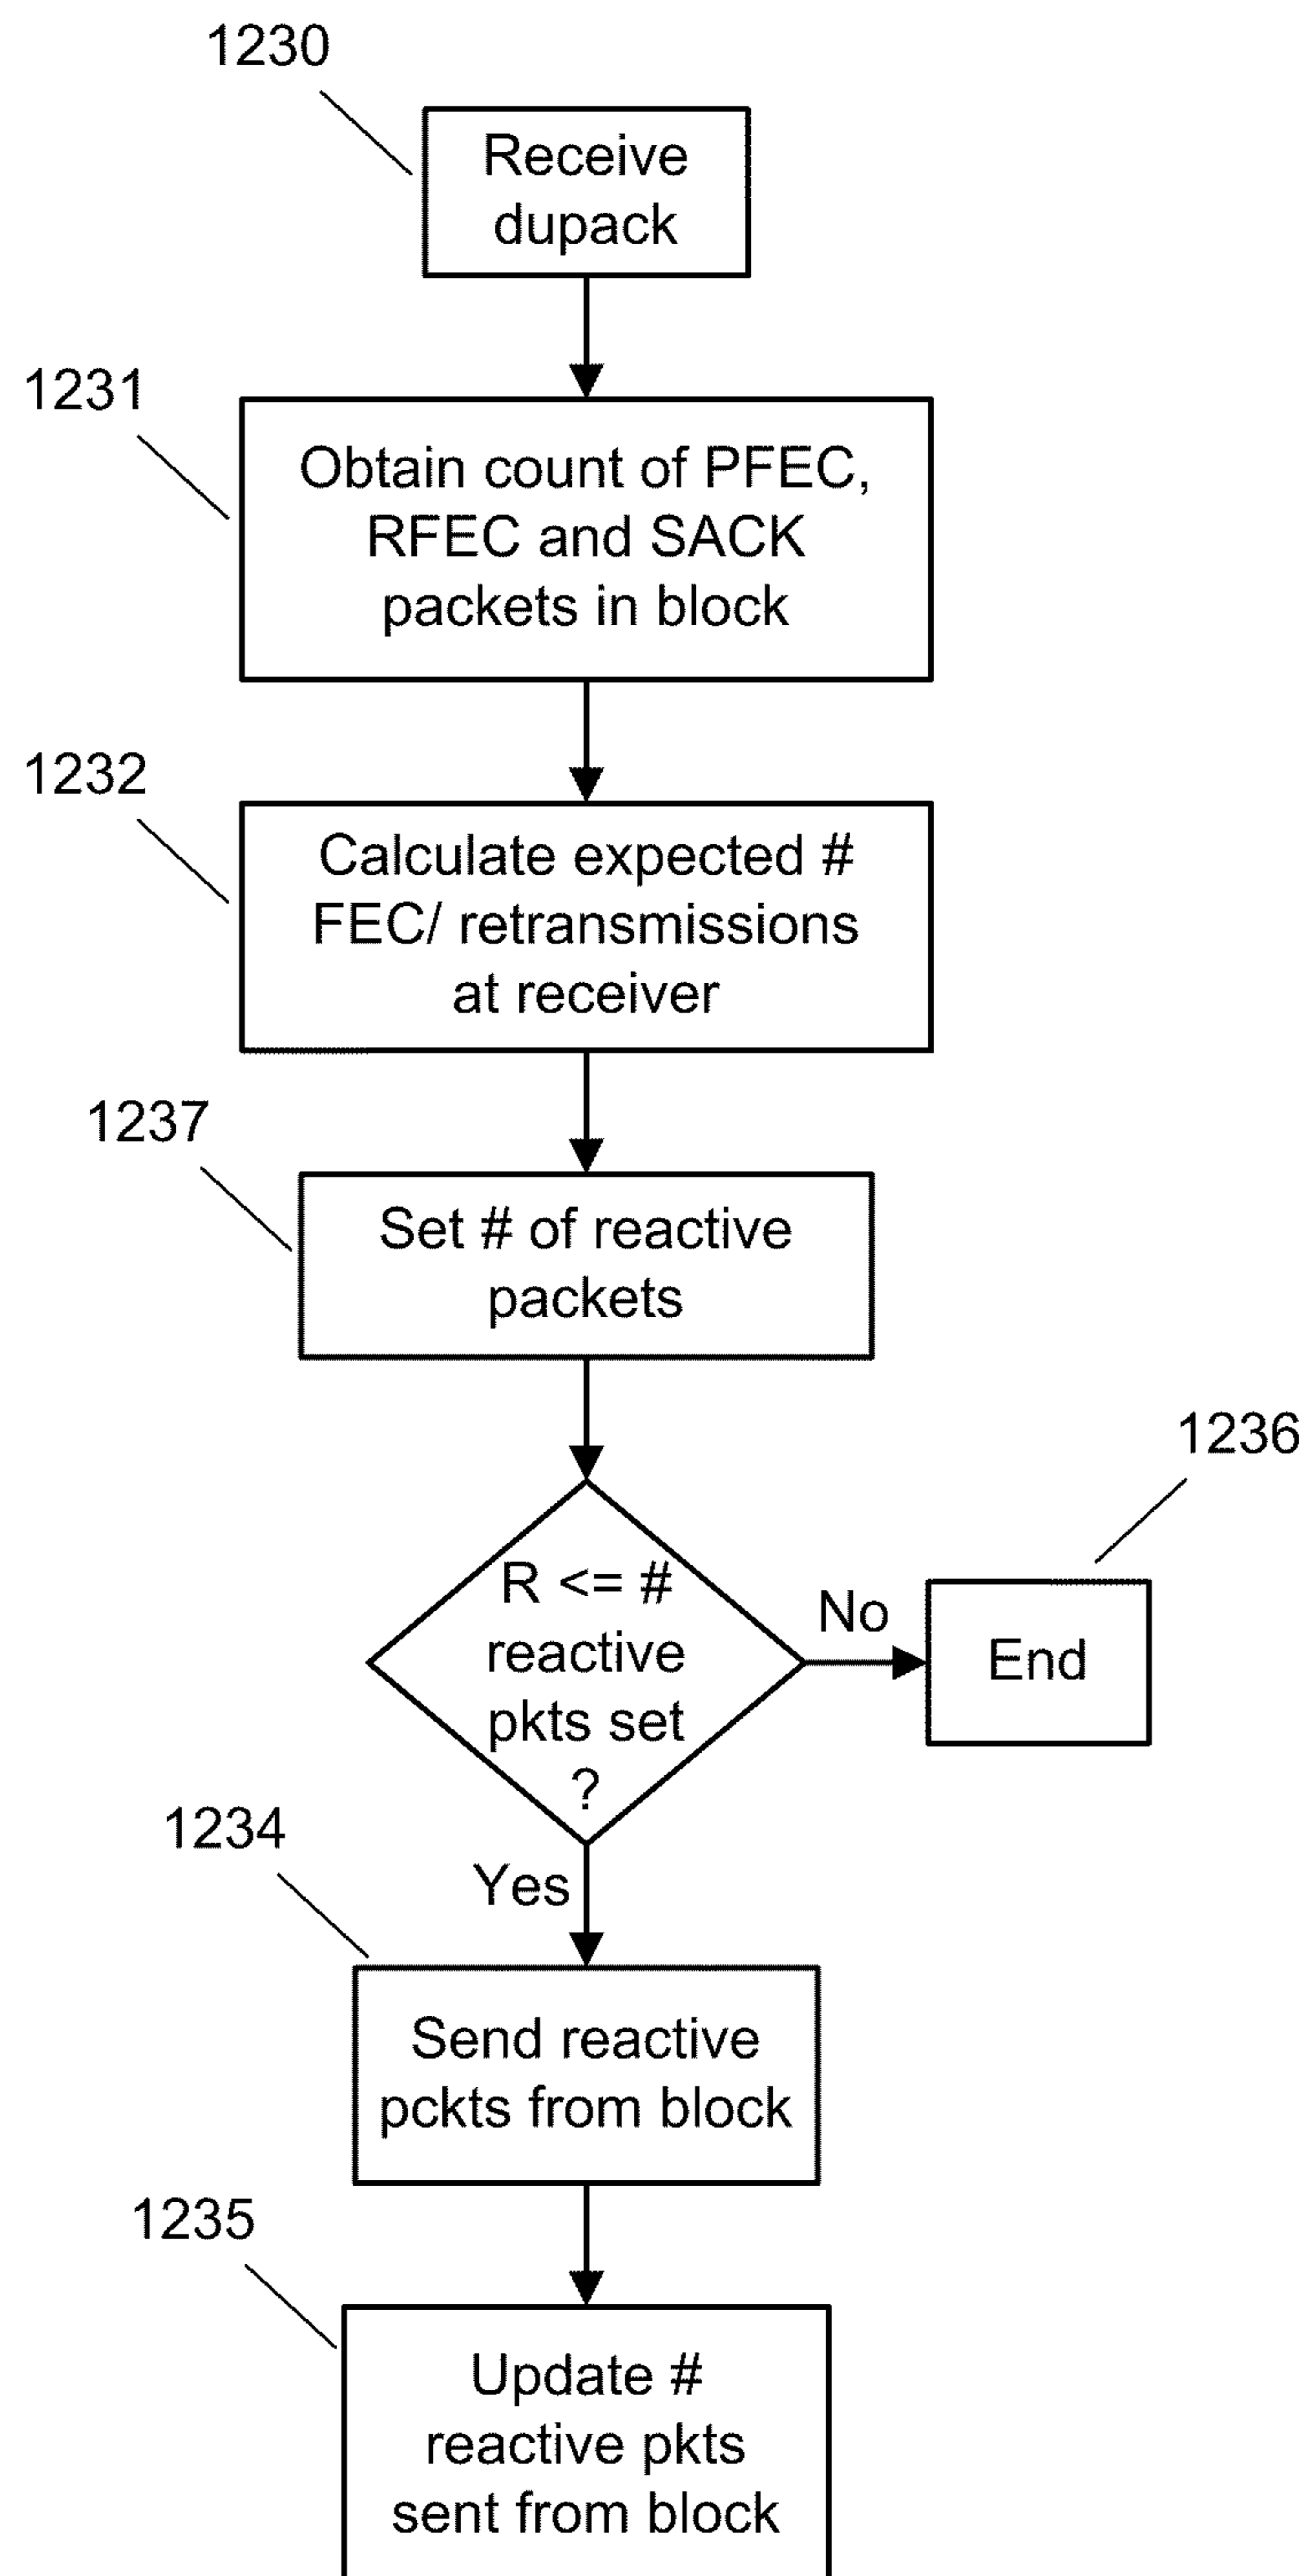 1230
Receive
dupack
1231
Obtain count of PFEC,
RFEC and SACK
packets in block
1232
Calculate expected #
FEC/ retransmissions
at receiver
1237
Set # of reactive
packets
1236
R <= #
reactive
pkts set
?
No
End
1234
Yes
Send reactive
pckts from block
1235
Update #
reactive pkts
sent from block